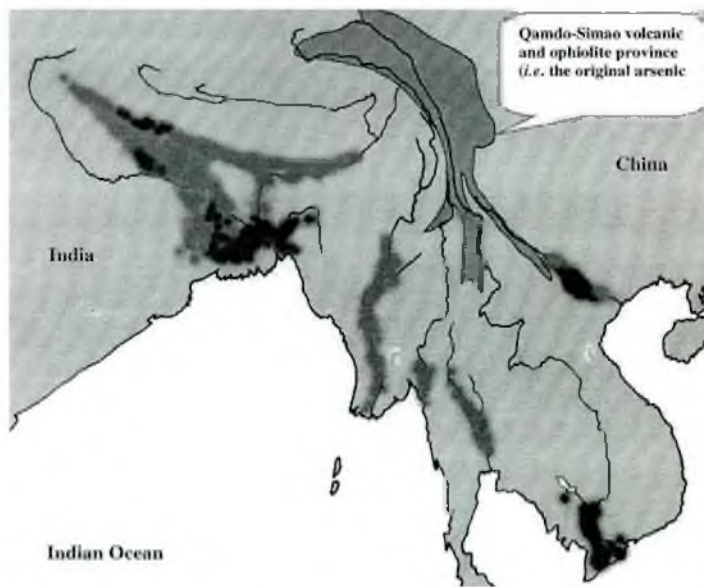 Qamdo-Simao volcanic
and ophiolite province
(i.e. the original arsenic
China
India
Indian Ocean